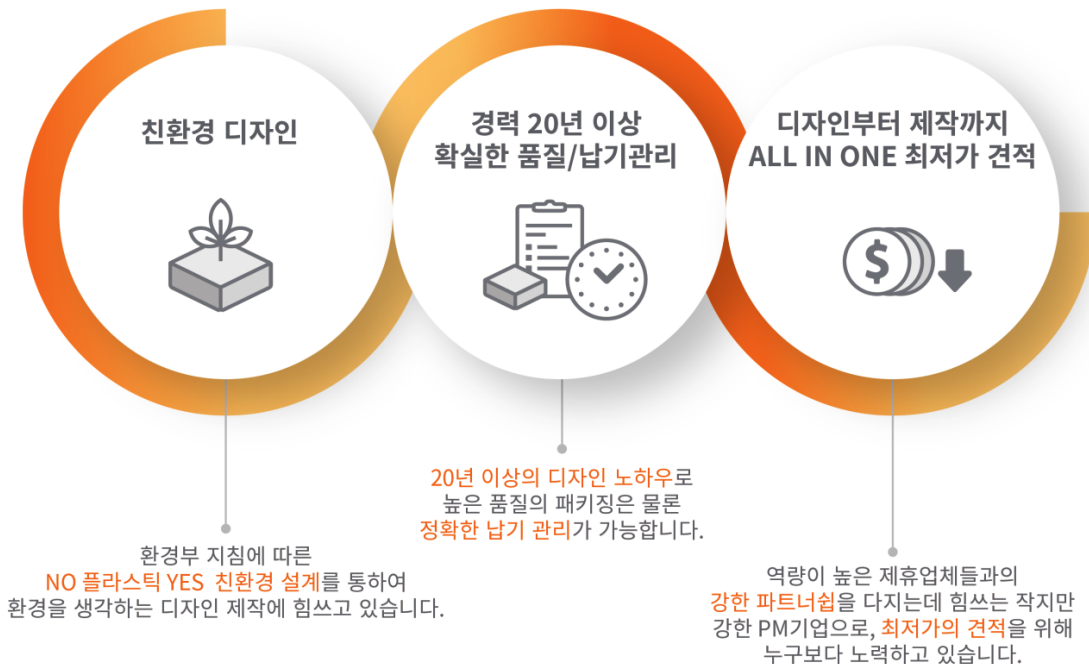 친환경 디자인
경력 20년 이상
확실한 품질/납기관리
디자인부터 제작까지
ALL IN ONE 최저가 견적
$
20년 이상의 디자인 노하우로
높은 품질의 패키징은 물론
정확한 납기 관리가 가능합니다.
환경부 지침에 따른
NO 플라스틱 YES 친환경 설계를 통하여
환경을 생각하는 디자인 제작에 힘쓰고 있습니다.
역량이 높은 제휴업체들과의
강한 파트너쉽을 다지는데 힘쓰는 작지만
강한 PM기업으로, 최저가의 견적을 위해
누구보다 노력하고 있습니다.